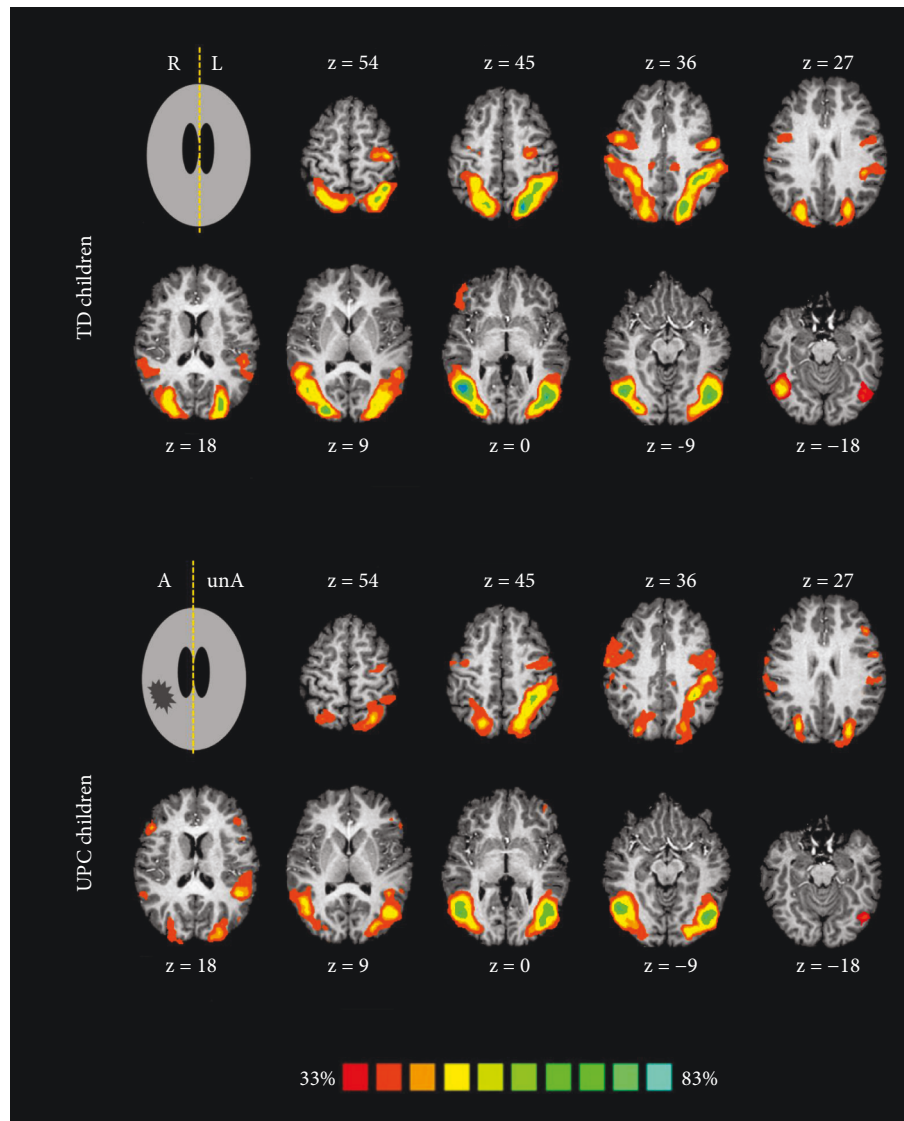 R L z = 54 z = 45 z = 36 z = 27
TD children
z = 18 z = 9 z = 0 z = -9 z = −18
A unA z = 54 z = 45 z = 36 z = 27
UPC children
z = 18 z = 9 z = 0 z = −9 z = −18
33% 83%